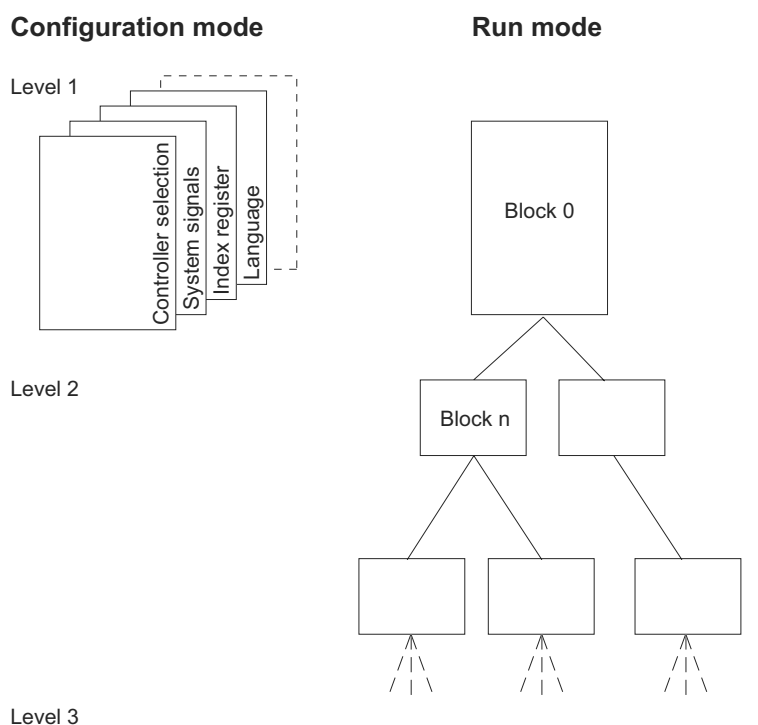 Configuration mode
Run mode
Level 1
Controller selection
System signals
Index register
Language
Block 0
Level 2
Block n
Level 3